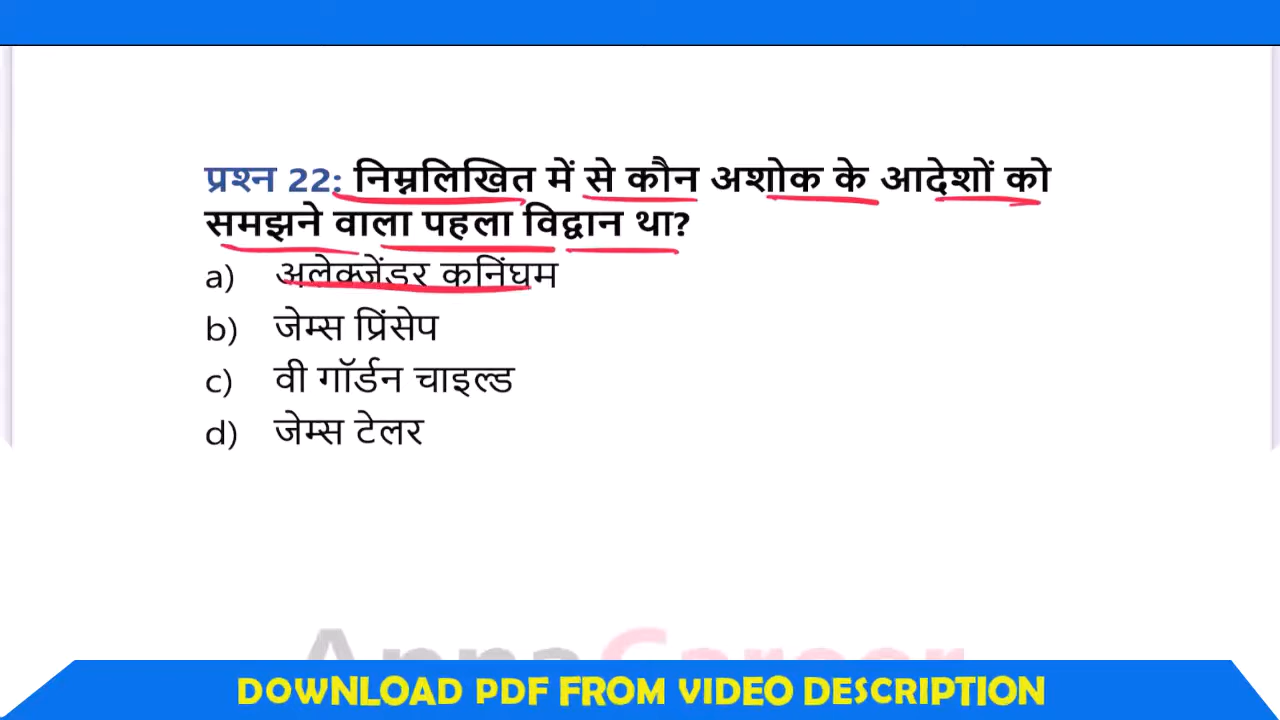 प्रश्न 22: निम्नलिखित में से कौन अशोक के आदेशों को
समझने वाला पहला विद्वान था?
a) अलेक्जेंडर कनिंघम
b) जेम्स प्रिंसेप
c) वी गॉर्डन चाइल्ड
d) जेम्स टेलर
DOWNLOAD PDF FROM VIDEO DESCRIPTION